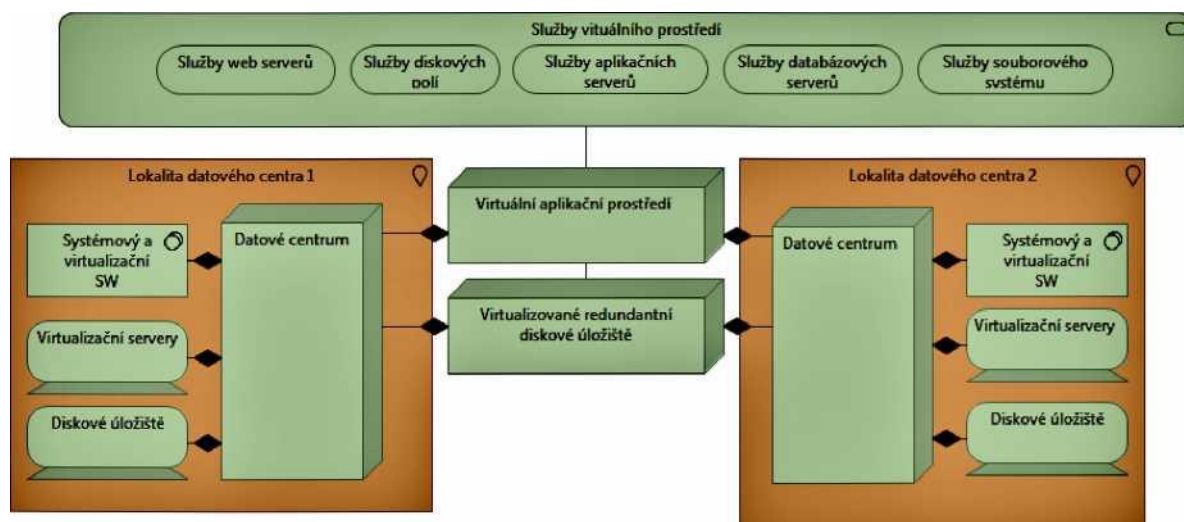 Služby vituálního prostředí
Služby web serverů
Služby diskových
polí
Služby aplikačních
serverů
Služby databázových
serverů
Služby souborového
systému
Lokalita datového centra 1
Systémový a
virtualizační
SW
Virtualizační servery
Diskové úložiště
Datové centrum
Virtuální aplikační prostředí
Virtualizované redundantní
diskové úložiště
Lokalita datového centra 2
Datové centrum
Systémový a
virtualizační
SW
Virtualizační servery
Diskové úložiště